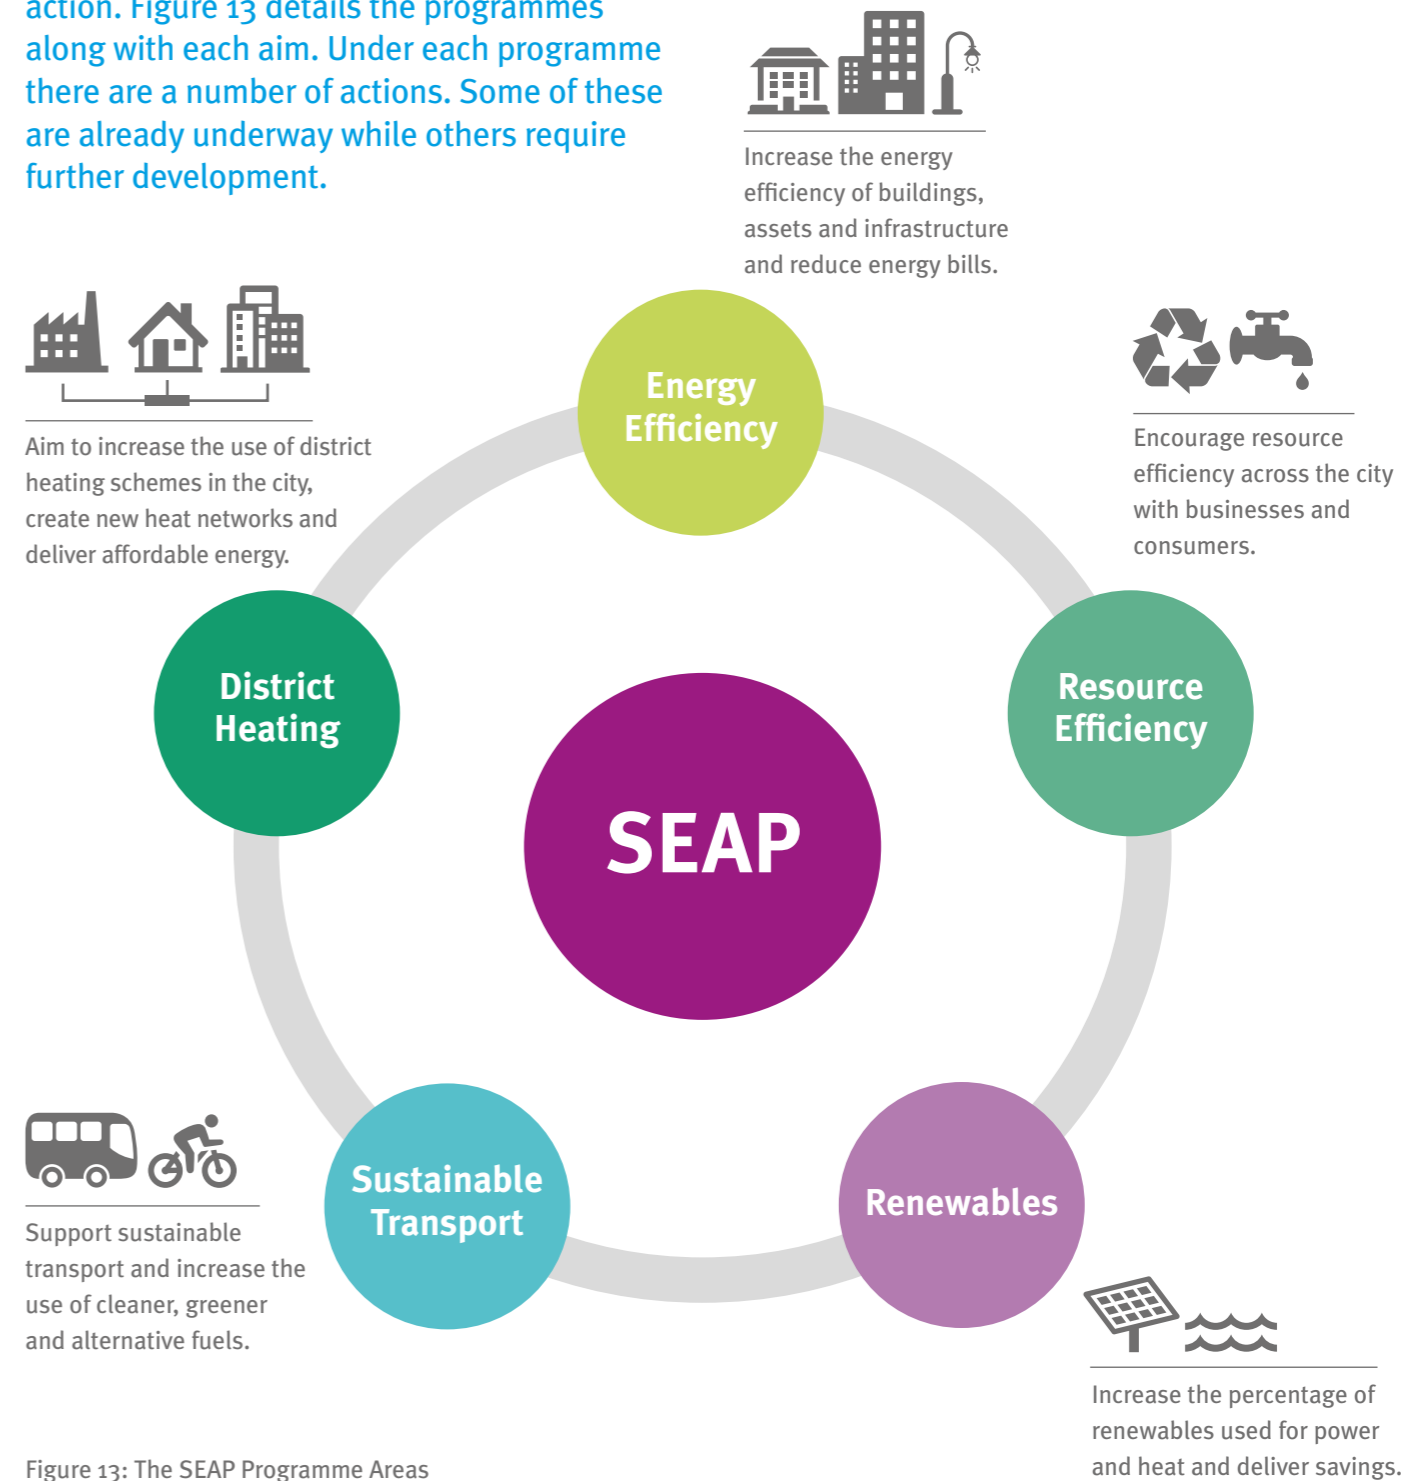 action. Figure 13 details the programmes
along with each aim. Under each programme
there are a number of actions. Some of these
are already underway while others require
further development.
Increase the energy
efficiency of buildings,
assets and infrastructure
and reduce energy bills.
Aim to increase the use of district
heating schemes in the city,
create new heat networks and
deliver affordable energy.
Encourage resource
efficiency across the city
with businesses and
consumers.
Energy
Efficiency
District
Heating
Resource
Efficiency
SEAP
Sustainable
Transport
Renewables
Support sustainable
transport and increase the
use of cleaner, greener
and alternative fuels.
Increase the percentage of
renewables used for power
and heat and deliver savings.
Figure 13: The SEAP Programme Areas